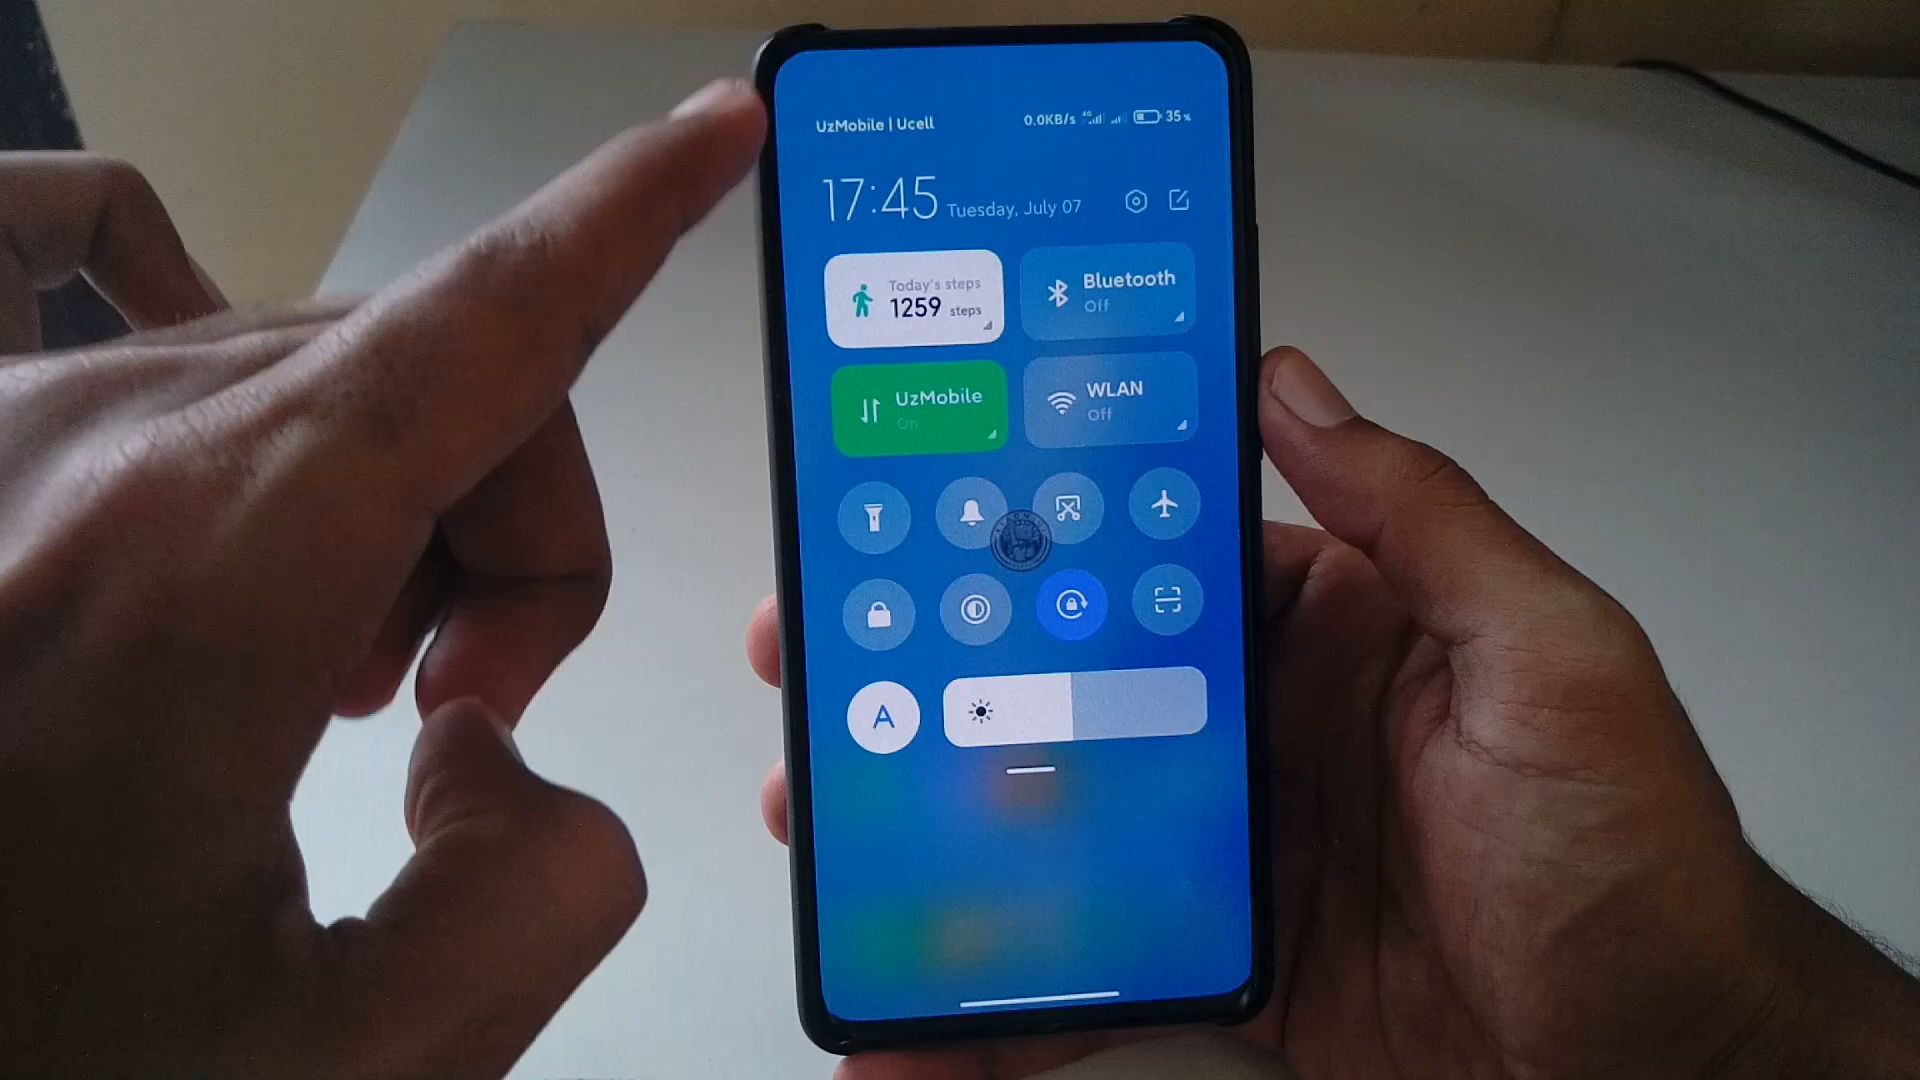 UzMobile | Ucell
0.0KB/s 4G 35%
17:45 Tuesday, July 07
Today's steps
1259 steps
Bluetooth
Off
UzMobile
On
WLAN
Off
A